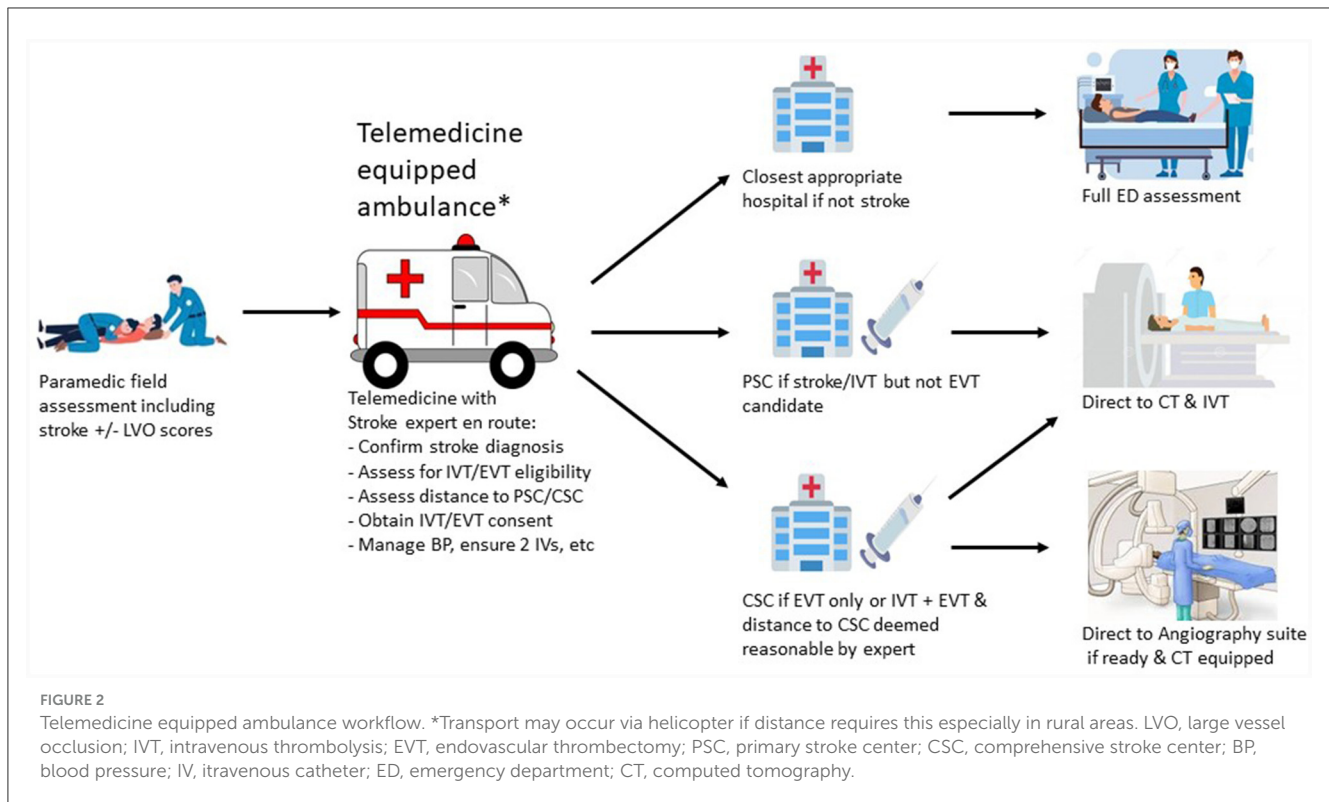 Telemedicine
equipped
ambulance*
Paramedic field
assessment including
stroke +/- LVO scores
Telemedicine with
Stroke expert en route:
- Confirm stroke diagnosis
- Assess for IVT/EVT eligibility
- Assess distance to PSC/CSC
- Obtain IVT/EVT consent
- Manage BP, ensure 2 IVs, etc
Closest appropriate
hospital if not stroke
Full ED assessment
PSC if stroke/IVT but not EVT
candidate
Direct to CT & IVT
CSC if EVT only or IVT + EVT &
distance to CSC deemed
reasonable by expert
Direct to Angiography suite
if ready & CT equipped
FIGURE 2
Telemedicine equipped ambulance workflow. *Transport may occur via helicopter if distance requires this especially in rural areas. LVO, large vessel
occlusion; IVT, intravenous thrombolysis; EVT, endovascular thrombectomy; PSC, primary stroke center; CSC, comprehensive stroke center; BP,
blood pressure; IV, itravenous catheter; ED, emergency department; CT, computed tomography.